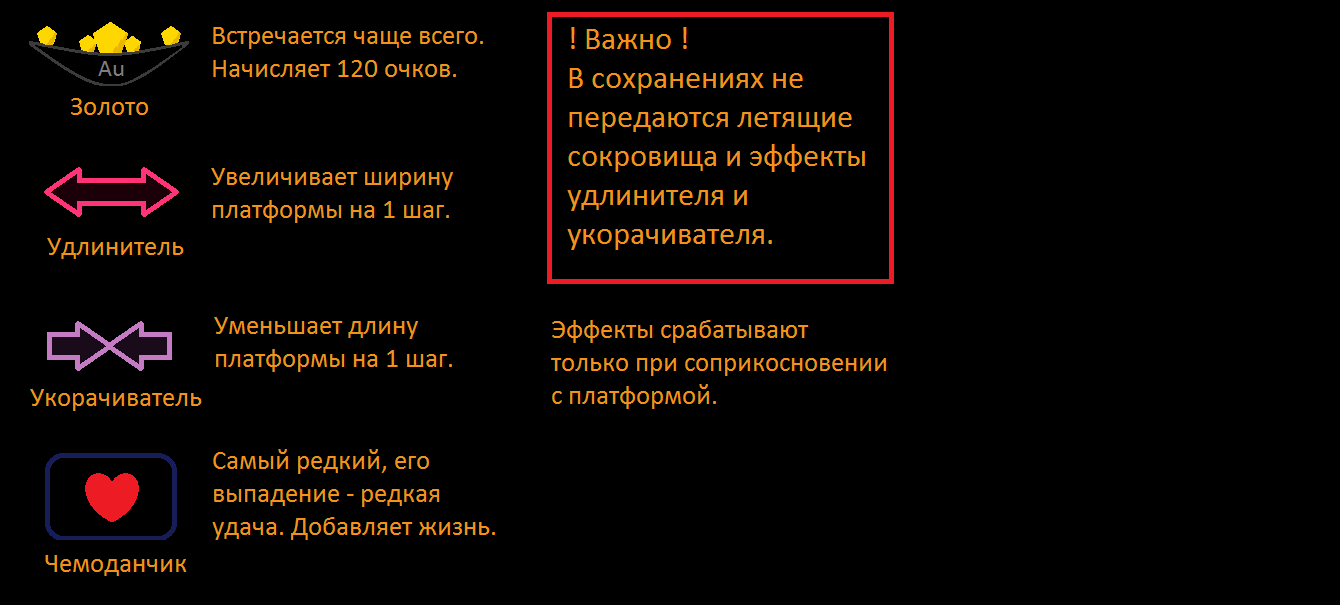 Au
Золото
Встречается чаще всего.
Начисляет 120 очков.
Удлинитель
Увеличивает ширину
платформы на 1 шаг.
Укорачиватель
Уменьшает длину
платформы на 1 шаг.
Чемоданчик
Самый редкий, его
выпадение - редкая
удача. Добавляет жизнь.
! Важно !
В сохранениях не
передаются летящие
сокровища и эффекты
удлинителя и
укорачивателя.
Эффекты срабатывают
только при соприкосновении
с платформой.